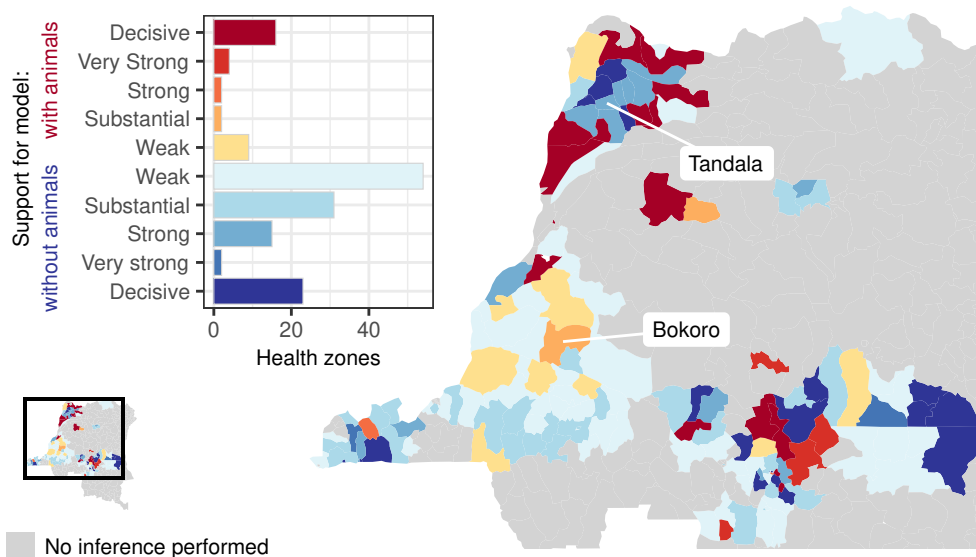 Support for model:
with animals
without animals
Decisive
Very Strong
Strong
Substantial
Weak
Weak
Substantial
Strong
Very strong
Decisive
0 20 40
Health zones
Tandala
Bokoro
No inference performed